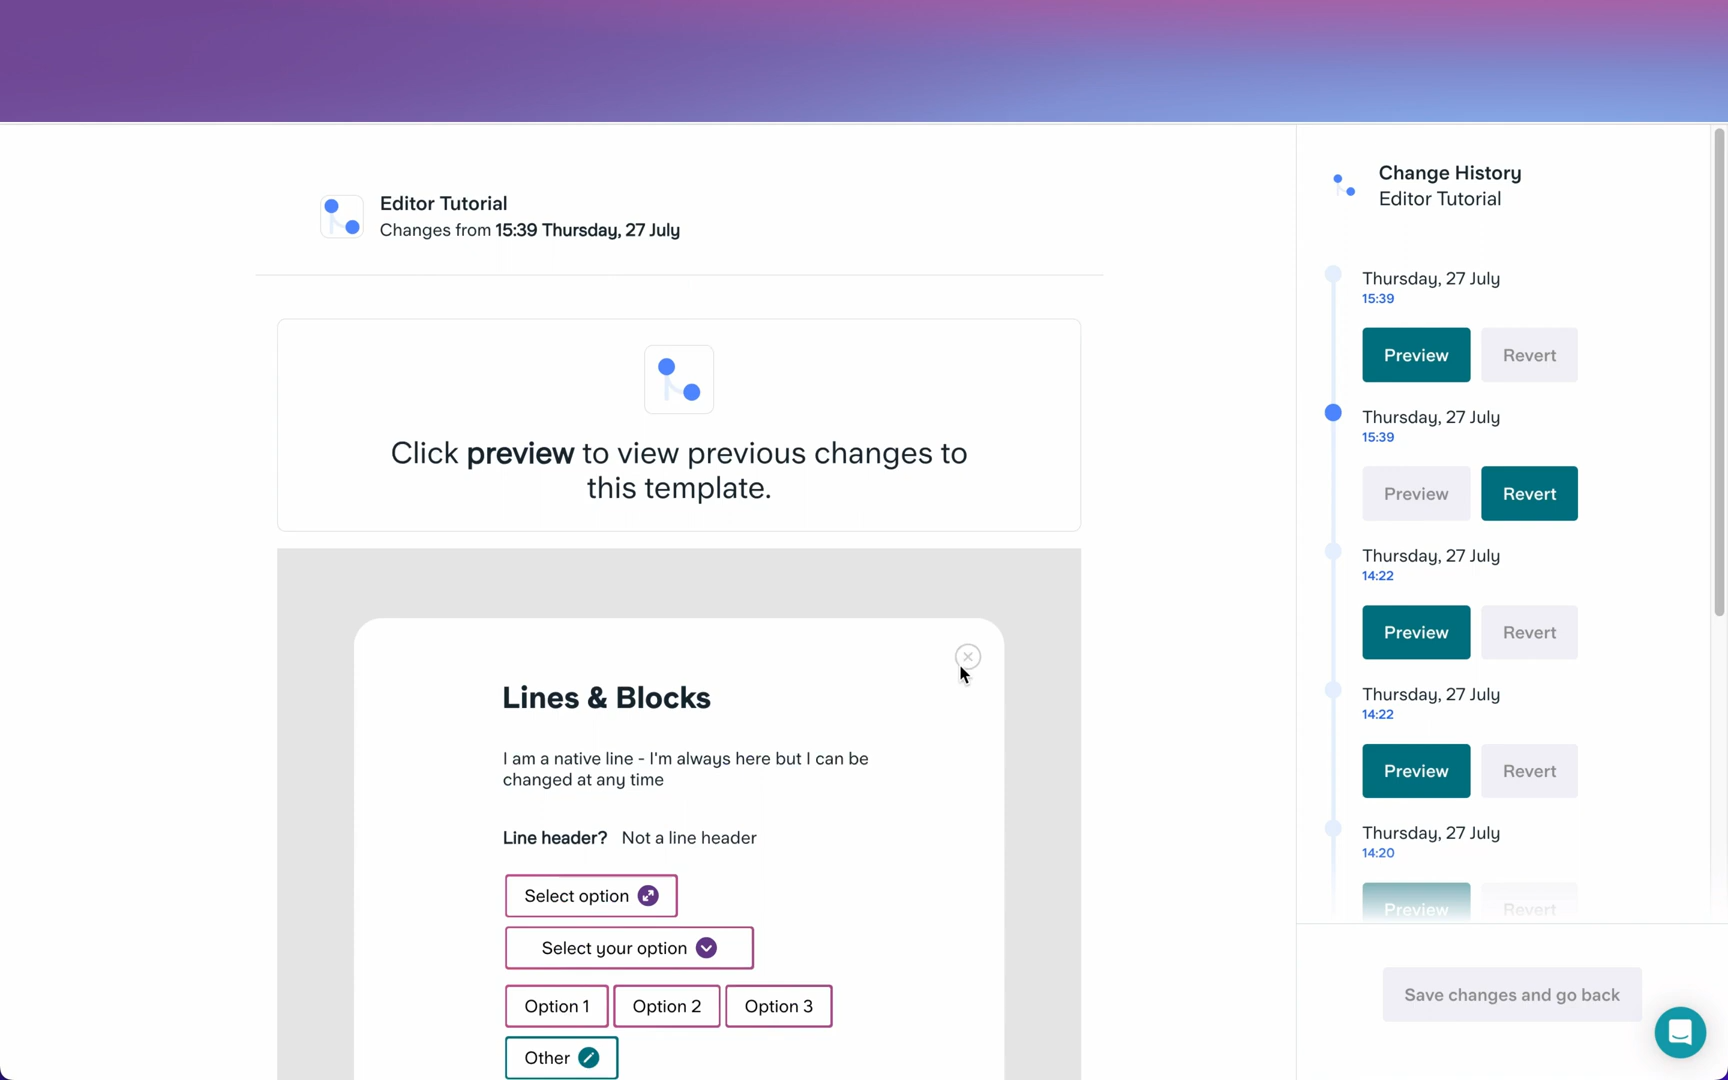 Editor Tutorial
Changes from 15:39 Thursday, 27 July
Click preview to view previous changes to
this template.
Lines & Blocks
I am a native line - I'm always here but I can be
changed at any time
Line header? Not a line header
Select option
Select your option
Option 1 Option 2 Option 3
Other
Change History
Editor Tutorial
Thursday, 27 July
15:39
Preview Revert
Thursday, 27 July
15:39
Preview Revert
Thursday, 27 July
14:22
Preview Revert
Thursday, 27 July
14:22
Preview Revert
Thursday, 27 July
14:20
Preview Revert
Save changes and go back